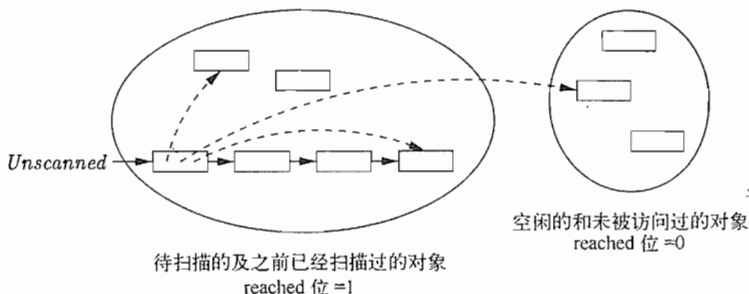 Unscanned
空闲的和未被访问过的对象
reached 位 =0
待扫描的及之前已经扫描过的对象
reached 位 =1